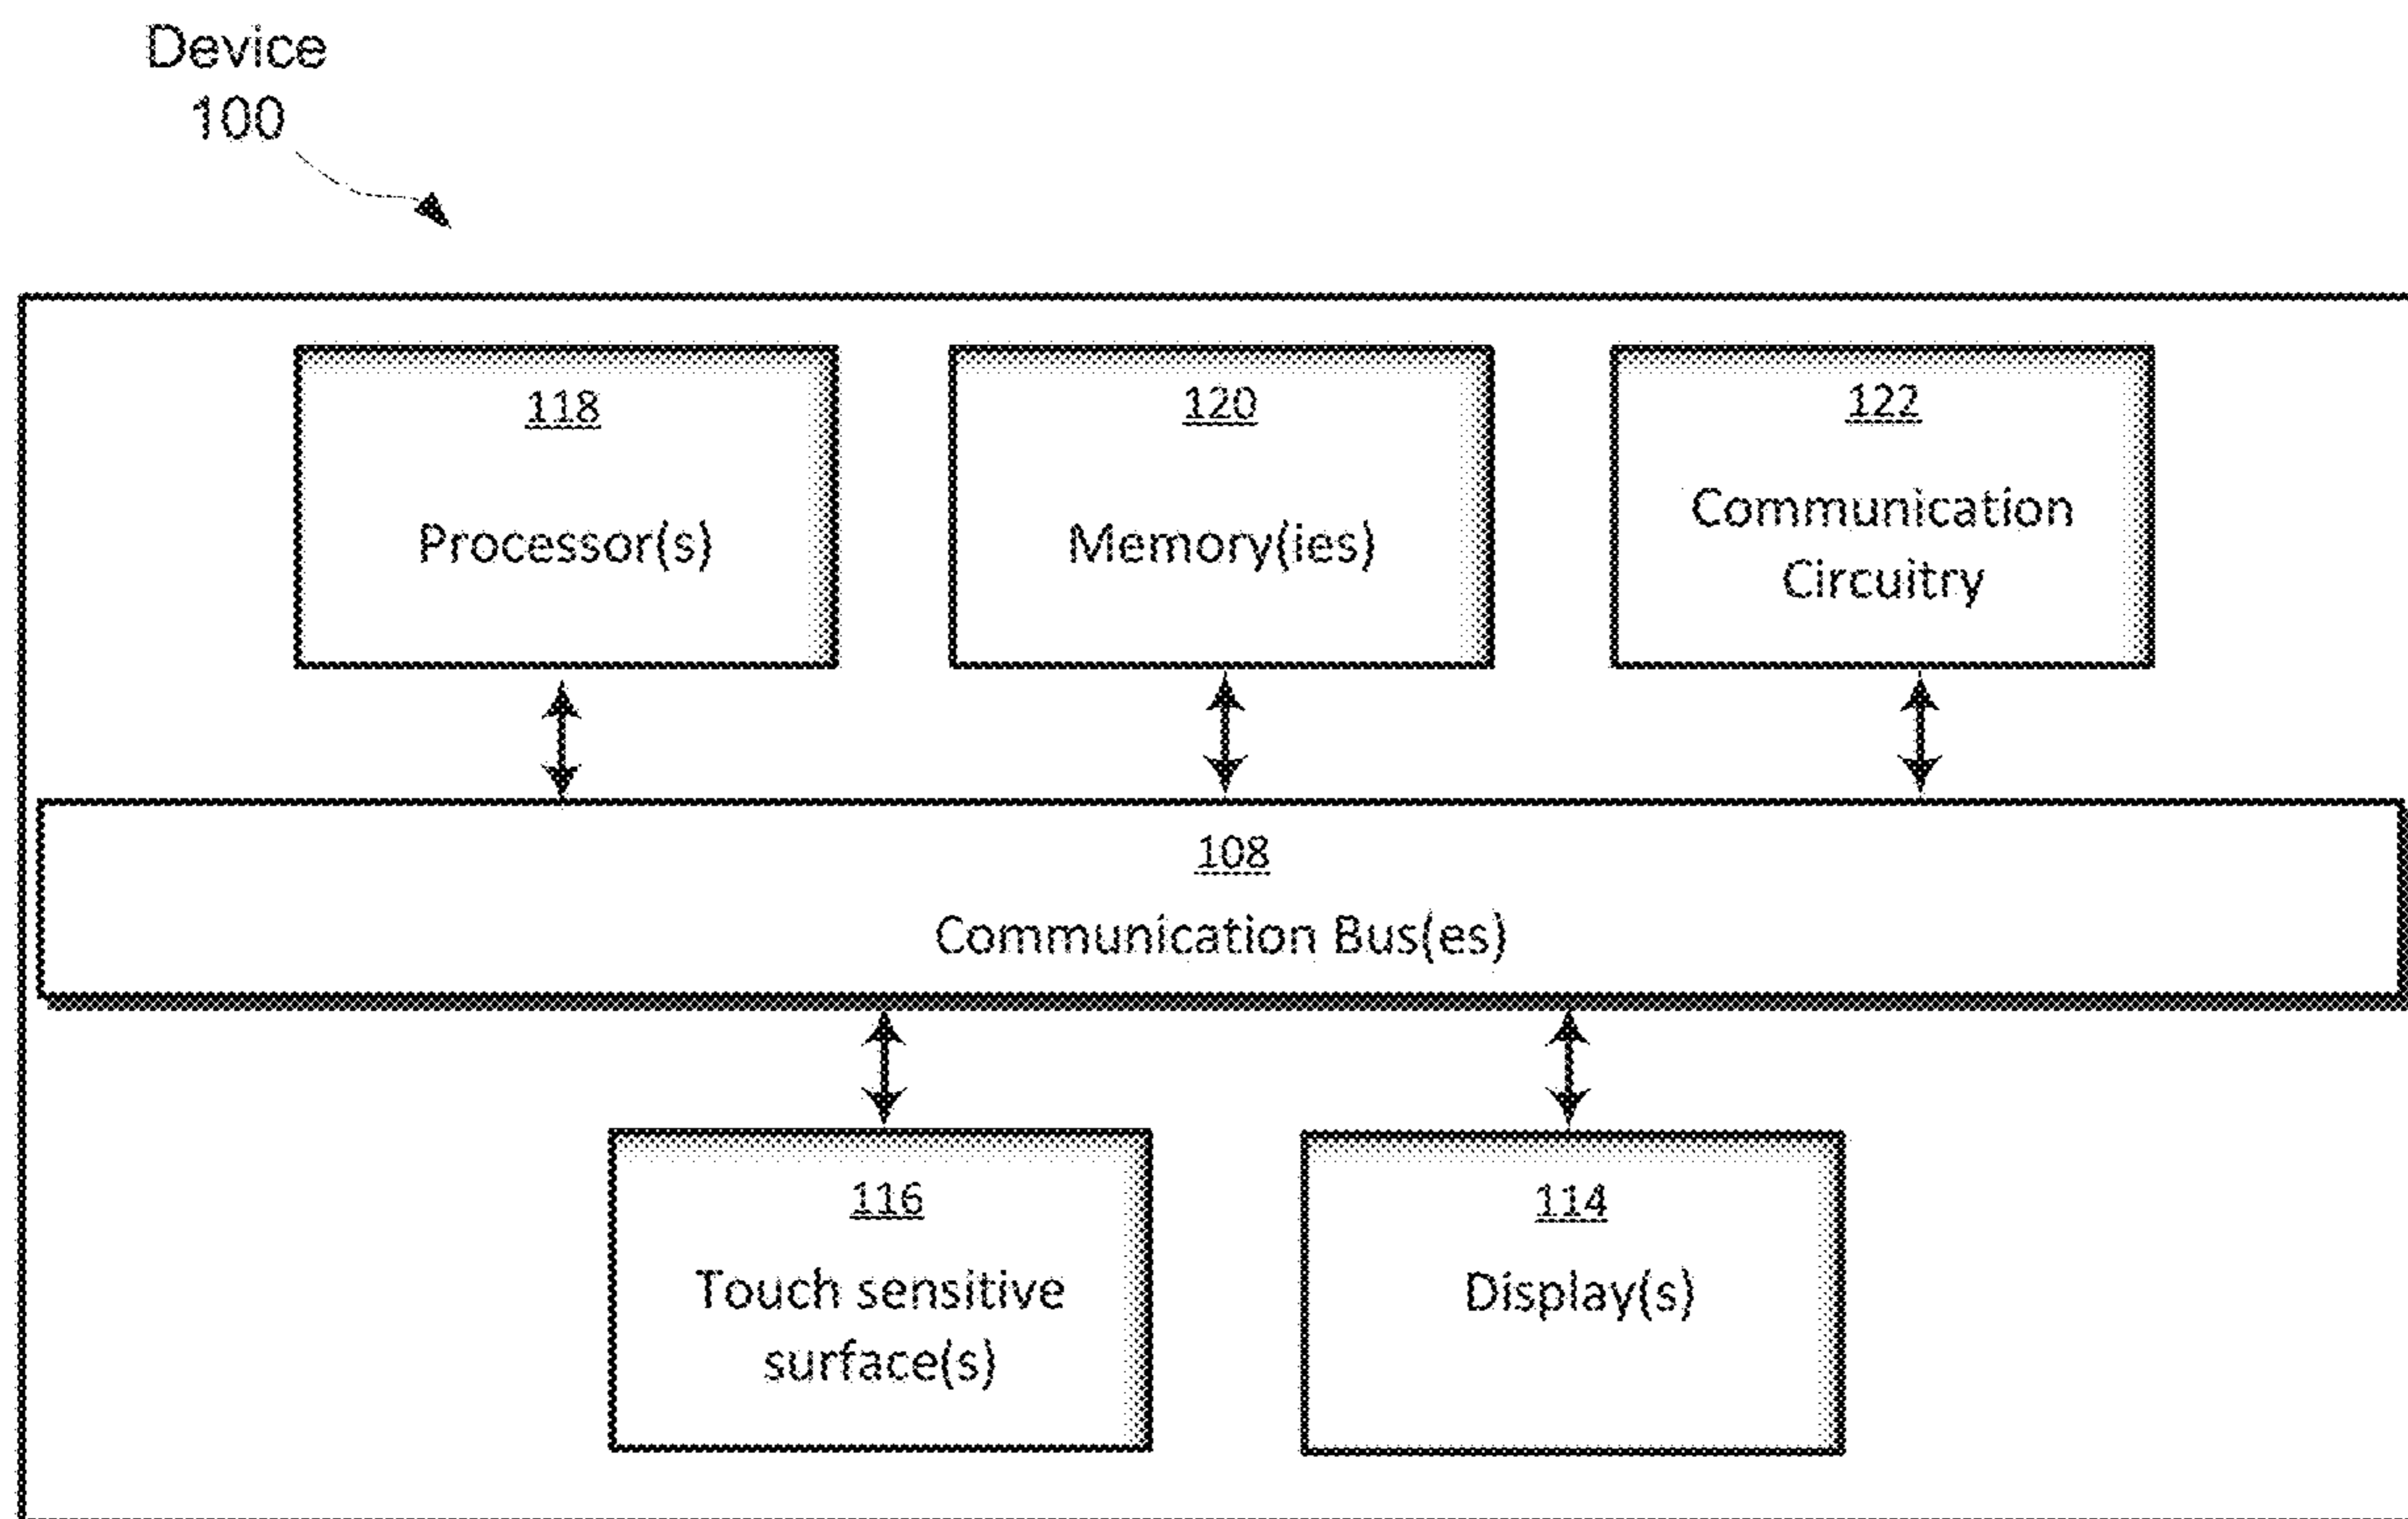 Device
100
118
Processor(s)
120
Memory(ies)
122
Communication
Circuitry
108
Communication Bus(es)
116
Touch sensitive
surface(s)
114
Display(s)